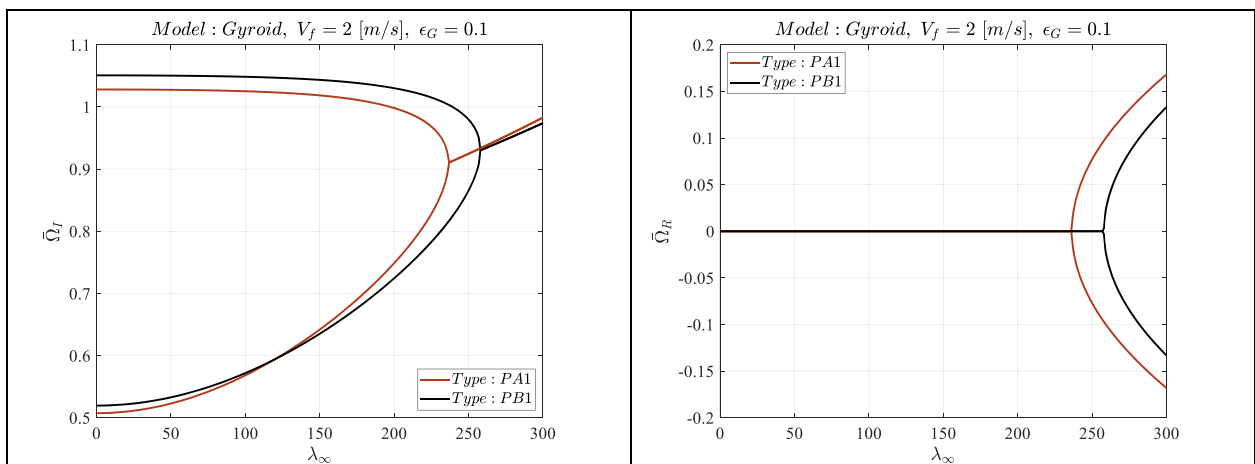 Model : Gyroid, V_f = 2 [m/s], ϵ_G = 0.1
1.1
1
0.9
0.8
0.7
0.6
0.5
Ω̄_I
0 50 100 150 200 250 300
λ_∞
Type : PA1
Type : PB1
Model : Gyroid, V_f = 2 [m/s], ϵ_G = 0.1
Type : PA1
Type : PB1
0.2
0.15
0.1
0.05
0
-0.05
-0.1
-0.15
-0.2
Ω̄_R
0 50 100 150 200 250 300
λ_∞